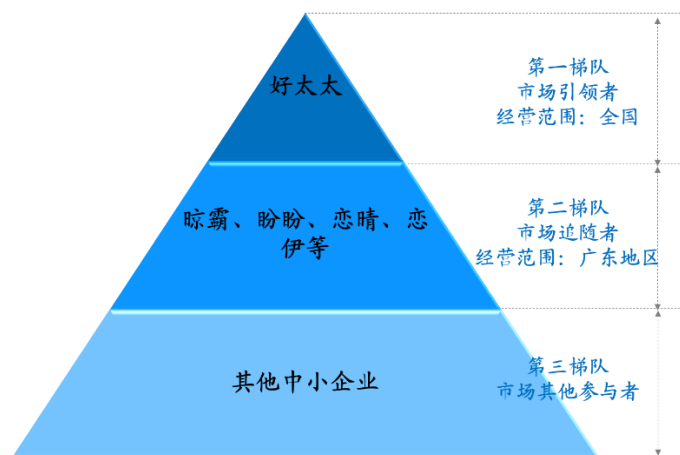 好太太
第一梯队
市场引领者
经营范围：全国
晾霸、盼盼、恋晴、恋
伊等
第二梯队
市场追随者
经营范围：广东地区
其他中小企业
第三梯队
市场其他参与者